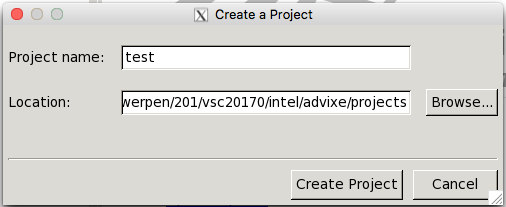 Create a Project
Project name: test
Location: werpen/201/vsc20170/intel/advixe/projects Browse...
Create Project Cancel